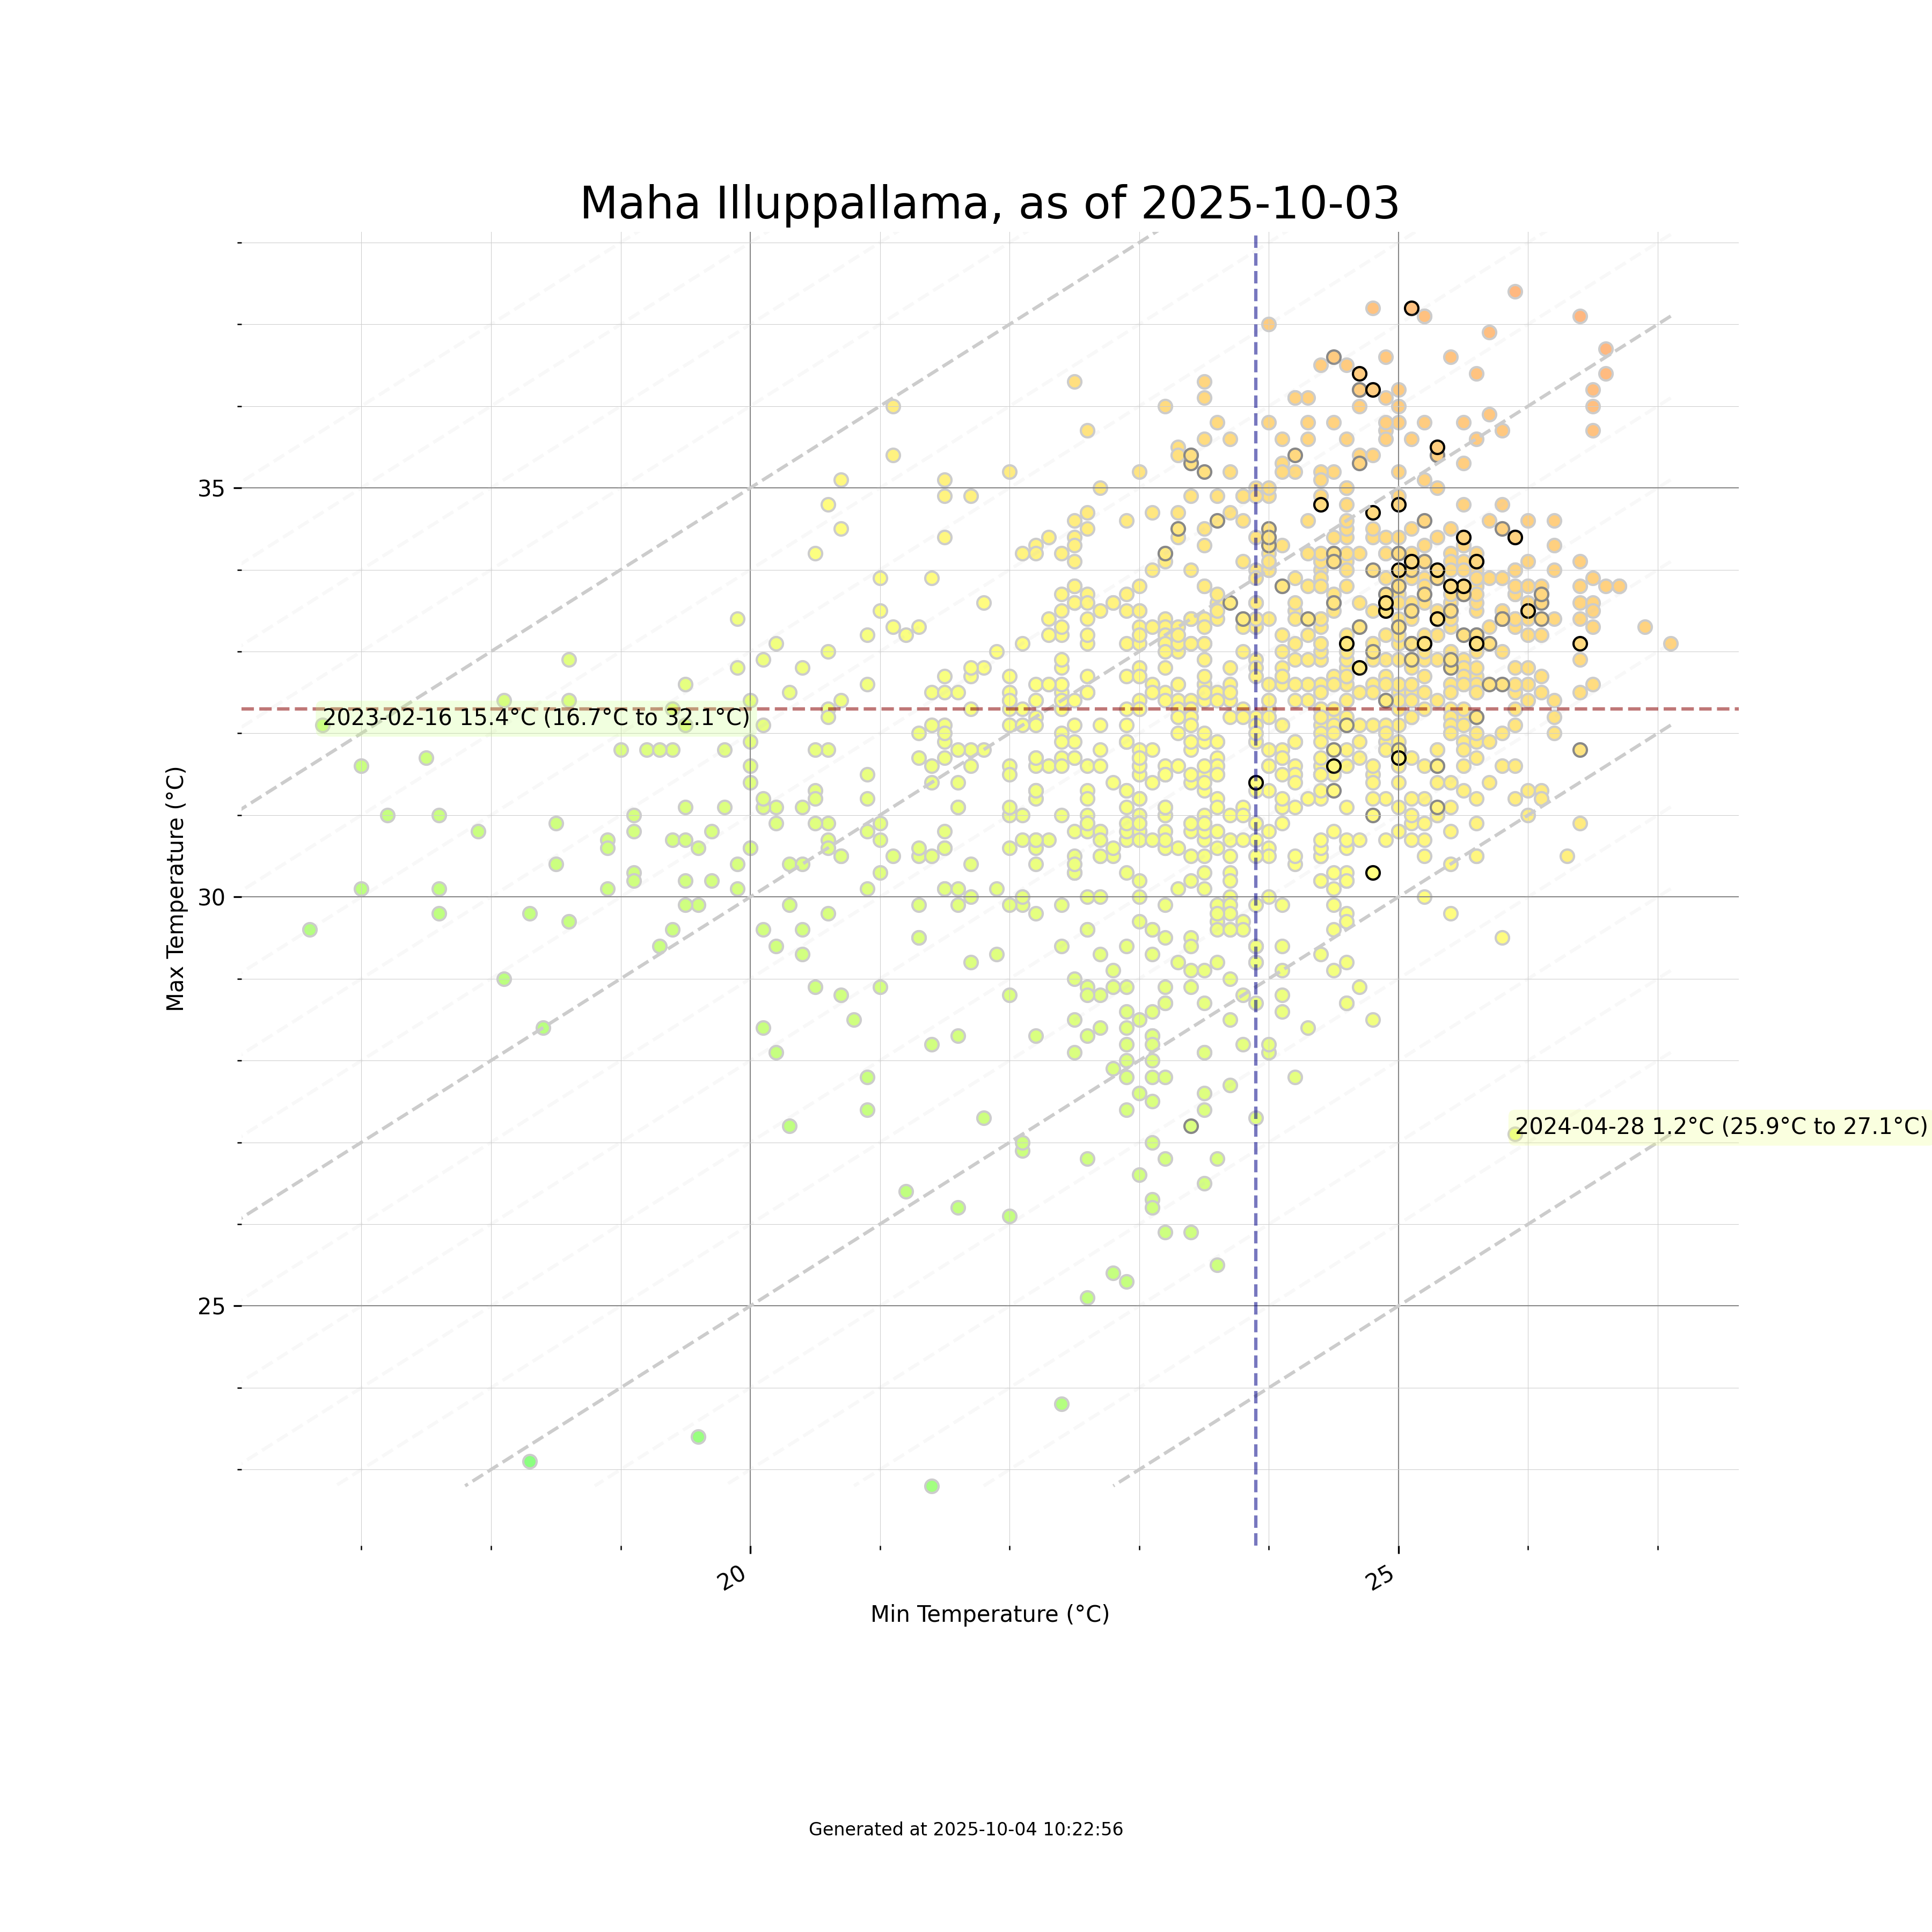 Maha Illuppallama, as of 2025-10-03
Max Temperature (°C)
35
30
25
2023-02-16 15.4°C (16.7°C to 32.1°C)
2024-04-28 1.2°C (25.9°C to 27.1°C)
20
25
Min Temperature (°C)
Generated at 2025-10-04 10:22:56